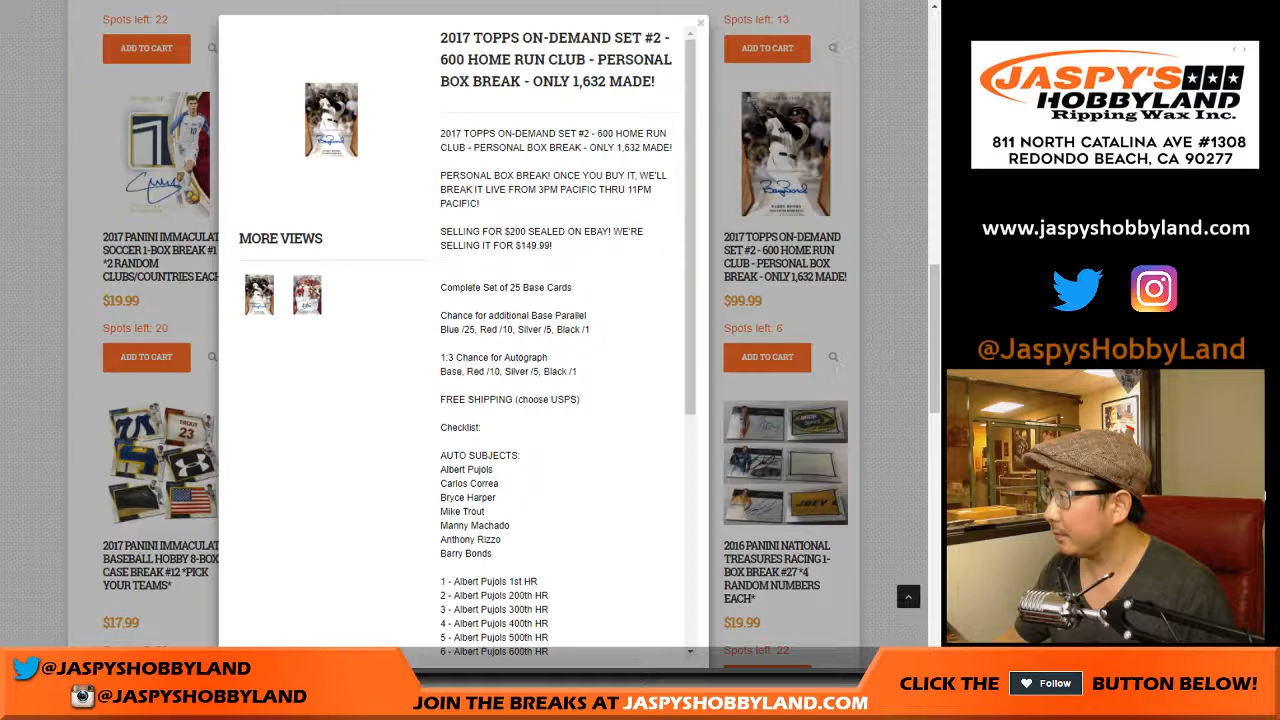 Spots left: 22
ADD TO CART
2017 PANINI IMMACULAT
SOCCER 1-BOX BREAK #1
*2 RANDOM
CLUBS/COUNTRIES EACH
$19.99
Spots left: 20
ADD TO CART
2017 PANINI IMMACULAT
BASEBALL HOBBY 8-BOX
CASE BREAK #12 *PICK
YOUR TEAMS*
$17.99
MORE VIEWS
2017 TOPPS ON-DEMAND SET #2 -
600 HOME RUN CLUB - PERSONAL
BOX BREAK - ONLY 1,632 MADE!
2017 TOPPS ON-DEMAND SET #2 - 600 HOME RUN
CLUB - PERSONAL BOX BREAK - ONLY 1,632 MADE!
PERSONAL BOX BREAK! ONCE YOU BUY IT, WE'LL
BREAK IT LIVE FROM 3PM PACIFIC THRU 11PM
PACIFIC!
SELLING FOR $200 SEALED ON EBAY! WE'RE
SELLING IT FOR $149.99!
Complete Set of 25 Base Cards
Chance for additional Base Parallel
Blue /25, Red /10, Silver /5, Black /1
1:3 Chance for Autograph
Base, Red /10, Silver /5, Black /1
FREE SHIPPING (choose USPS)
Checklist:
AUTO SUBJECTS:
Albert Pujols
Carlos Correa
Bryce Harper
Mike Trout
Manny Machado
Anthony Rizzo
Barry Bonds
1 - Albert Pujols 1st HR
2 - Albert Pujols 200th HR
3 - Albert Pujols 300th HR
4 - Albert Pujols 400th HR
5 - Albert Pujols 500th HR
6 - Albert Pujols 600th HR
Spots left: 13
ADD TO CART
2017 TOPPS ON-DEMAND
SET #2 - 600 HOME RUN
CLUB - PERSONAL BOX
BREAK - ONLY 1,632 MADE!
$99.99
Spots left: 6
ADD TO CART
2016 PANINI NATIONAL
TREASURES RACING 1-
BOX BREAK #27 *4
RANDOM NUMBERS
EACH*
$19.99
Spots left: 22
JASPY'S
HOBBYLAND
Ripping Wax Inc.
811 NORTH CATALINA AVE #1308
REDONDO BEACH, CA 90277
www.jaspyshobbyland.com
@JaspysHobbyLand
@JASPYSHOBBYLAND
@JASPYSHOBBYLAND
JOIN THE BREAKS AT JASPYSHOBBYLAND.COM
CLICK THE Follow BUTTON BELOW!